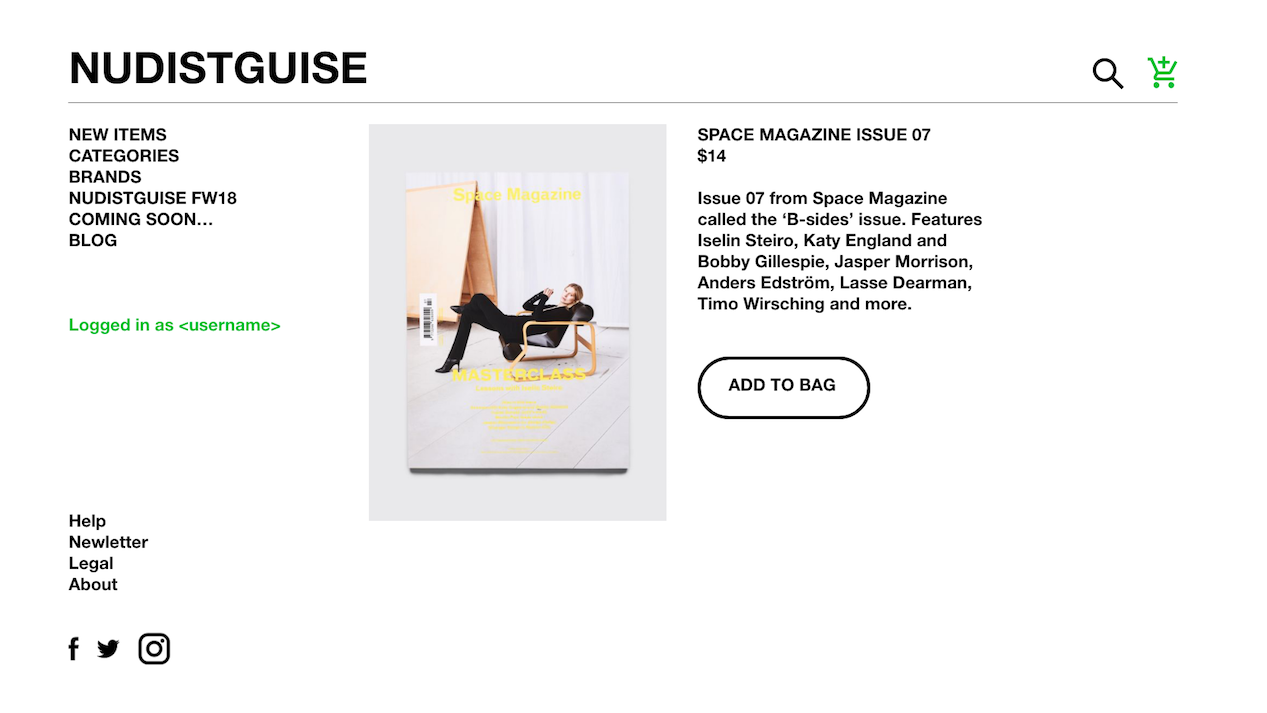 NUDISTGUISE
NEW ITEMS
CATEGORIES
BRANDS
NUDISTGUISE FW18
COMING SOON...
BLOG
Logged in as <username>
Help
Newletter
Legal
About
Space Magazine
MASTERCLASS
SPACE MAGAZINE ISSUE 07
$14
Issue 07 from Space Magazine
called the ‘B-sides’ issue. Features
Iselin Steiro, Katy England and
Bobby Gillespie, Jasper Morrison,
Anders Edström, Lasse Dearman,
Timo Wirsching and more.
ADD TO BAG